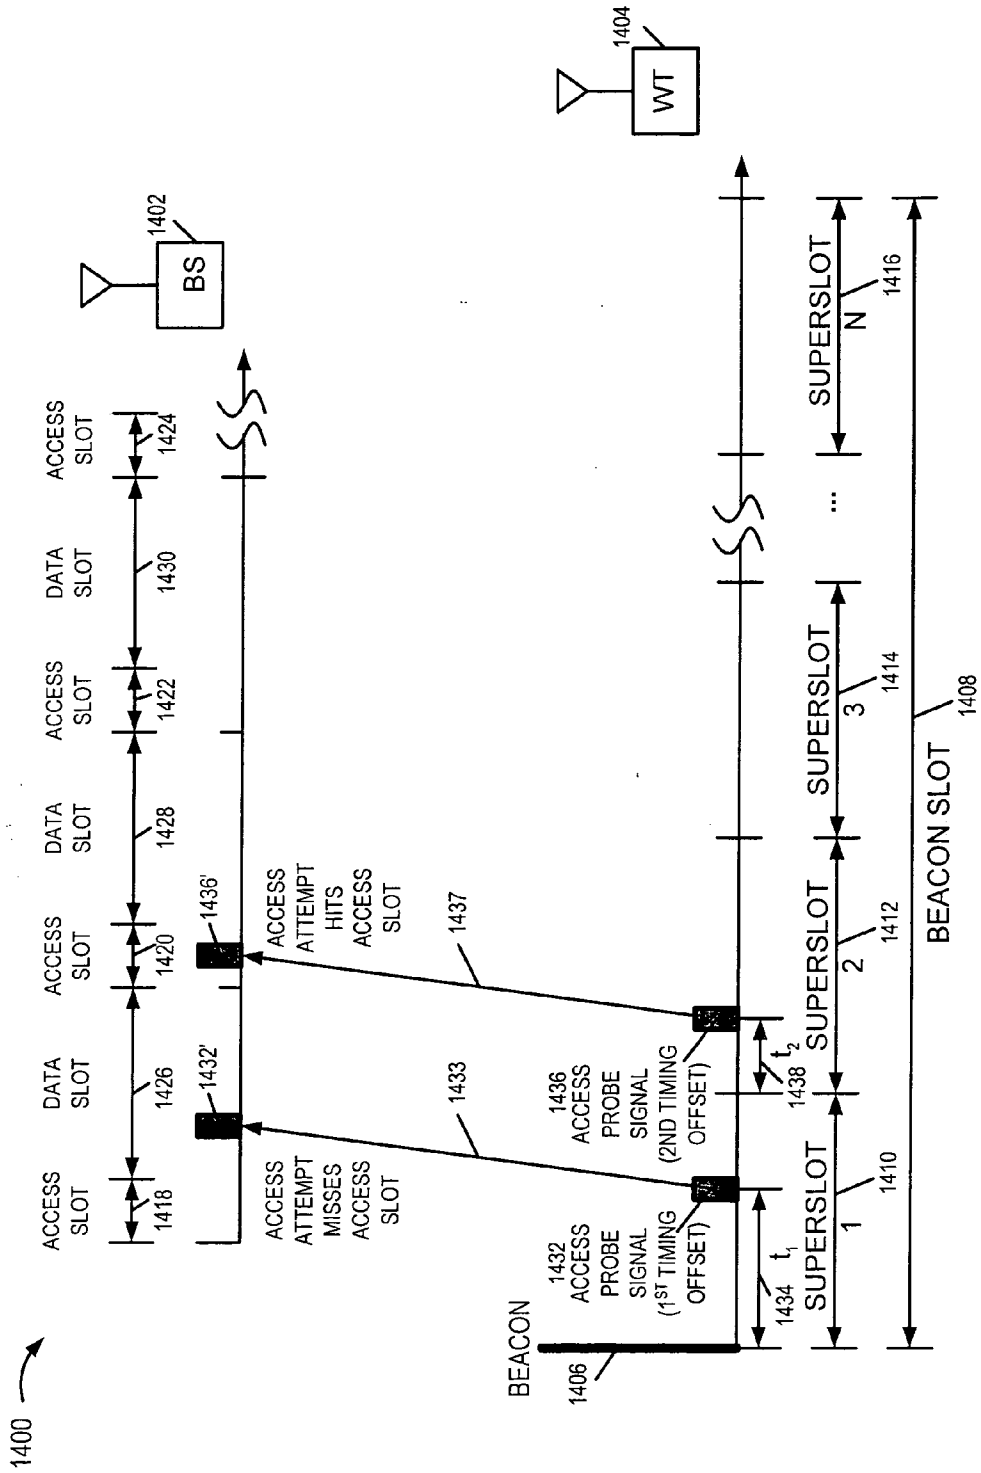 1400
ACCESS
SLOT
1418
DATA
SLOT
1426
ACCESS
SLOT
1420
DATA
SLOT
1428
ACCESS
SLOT
1422
DATA
SLOT
1430
ACCESS
SLOT
1424
1402
BS
1432'
1436'
ACCESS
ATTEMPT
MISSES
ACCESS
SLOT
ACCESS
ATTEMPT
HITS
ACCESS
SLOT
1433
1437
1404
WT
BEACON
1406
1432
ACCESS
PROBE
SIGNAL
(1ST TIMING
OFFSET)
1436
ACCESS
PROBE
SIGNAL
(2ND TIMING
OFFSET)
t1
1434
t2
1438
SUPERSLOT
1
1410
SUPERSLOT
2
1412
SUPERSLOT
3
1414
...
SUPERSLOT
N
1416
1408
BEACON SLOT